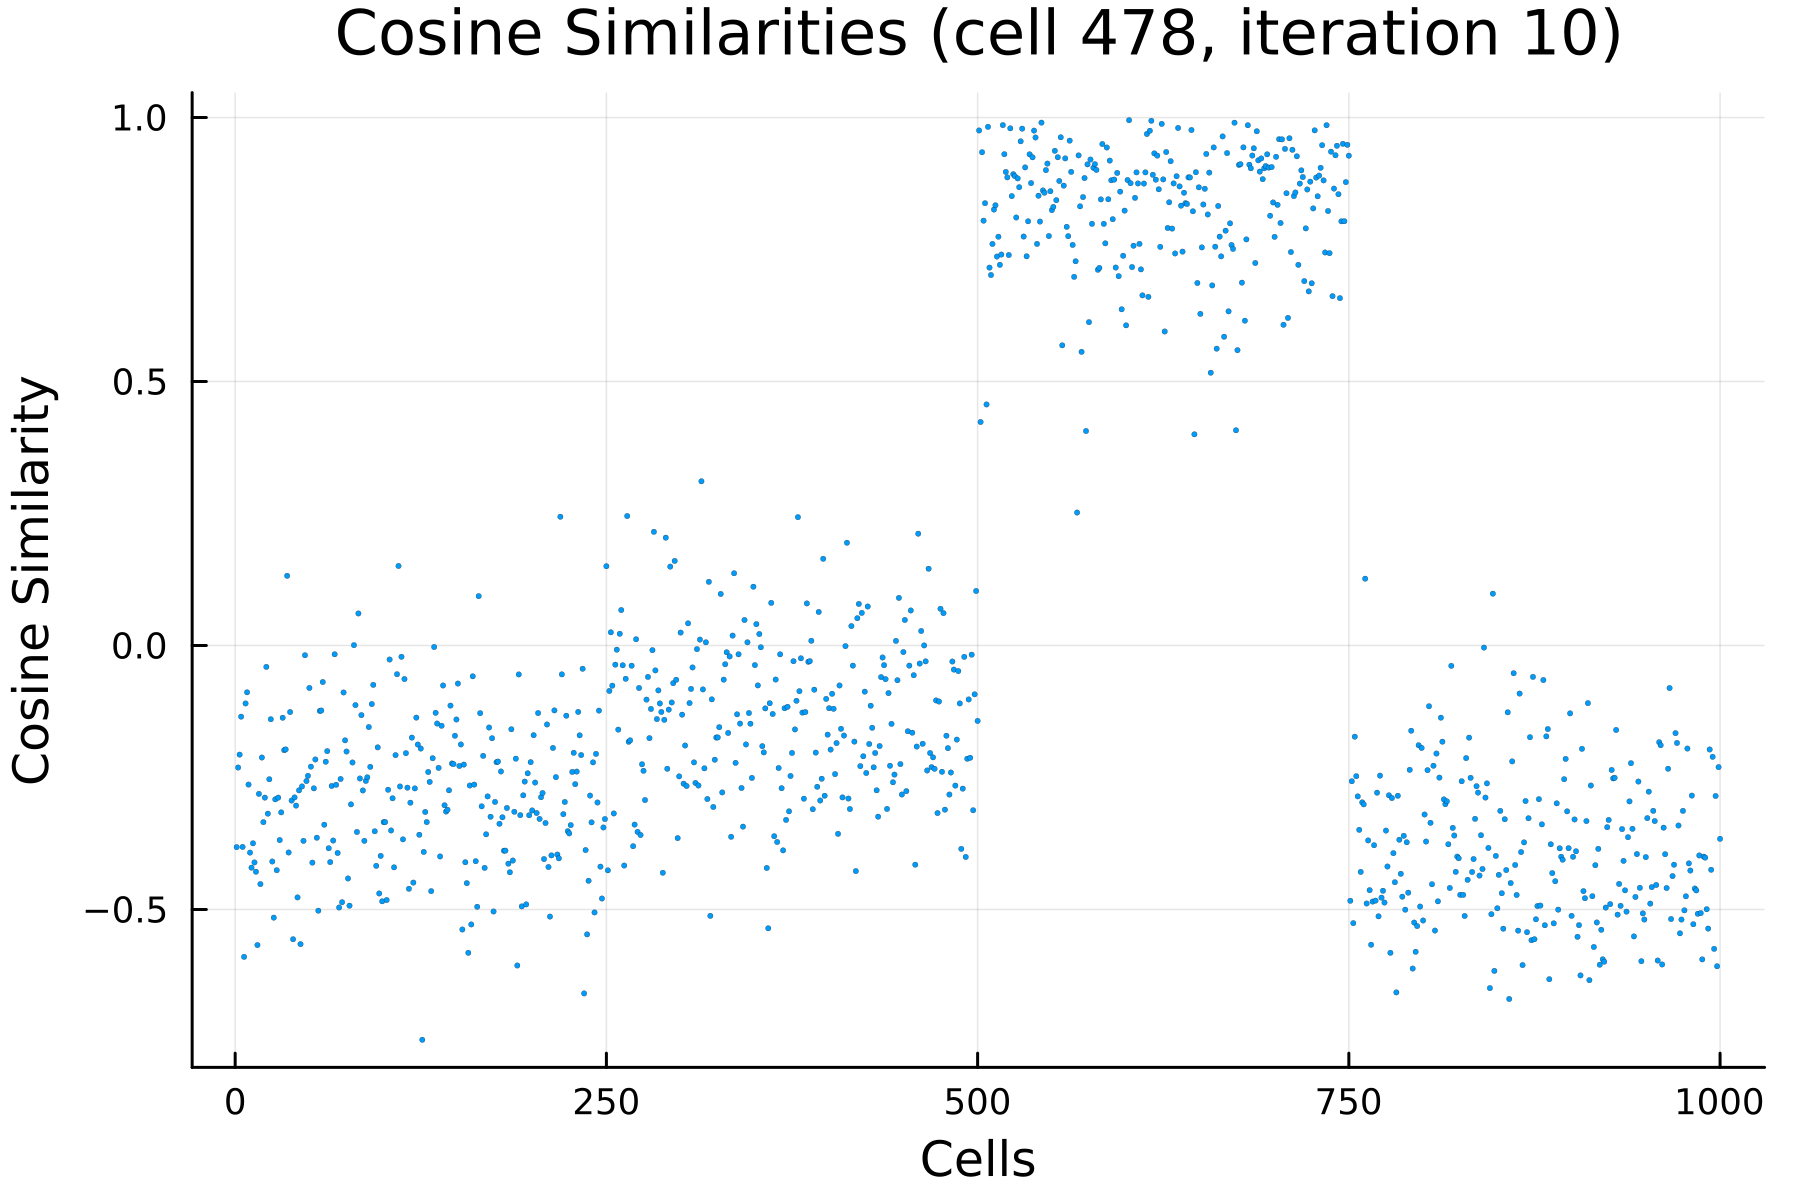 Cosine Similarities (cell 478, iteration 10)
Cosine Similarity
1.0
0.5
0.0
−0.5
0 250 500 750 1000
Cells